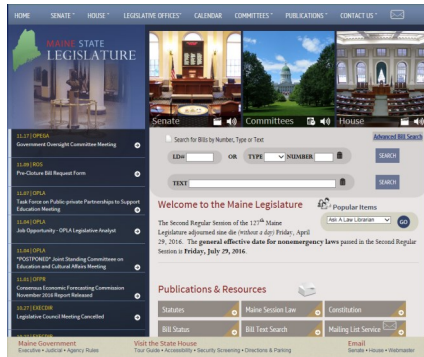 HOME SENATE HOUSE LEGISLATIVE OFFICES CALENDAR COMMITTEES PUBLICATIONS CONTACT US
MAINE STATE
LEGISLATURE
Senate Committees House
11.17 | OPEGA
Government Oversight Committee Meeting
11.08 | ROS
Pre-Cloture Bill Request Form
11.07 | OPLA
Task Force on Public-private Partnerships to Support
Education Meeting
11.04 | OPLA
Job Opportunity - OPLA Legislative Analyst
11.04 | OPLA
*POSTPONED* Joint Standing Committee on
Education and Cultural Affairs Meeting
11.01 | OFPR
Consensus Economic Forecasting Commission
November 2016 Report Released
10.27 | EXECDIR
Legislative Council Meeting Cancelled
10.27 | EXECDIR
Search for Bills by Number, Type or Text
Advanced Bill Search
LD# OR TYPE NUMBER SEARCH
TEXT SEARCH
Welcome to the Maine Legislature
The Second Regular Session of the 127th Maine
Legislature adjourned sine die (without a day) Friday, April
29, 2016. The general effective date for nonemergency laws passed in the Second Regular
Session is Friday, July 29, 2016.
Popular Items
Ask A Law Librarian GO
Publications & Resources
Statutes Maine Session Law Constitution
Bill Status Bill Text Search Mailing List Service
Maine Government Visit the State House Email
Executive • Judicial • Agency Rules Tour Guide • Accessibility • Security Screening • Directions & Parking Senate • House • Webmaster